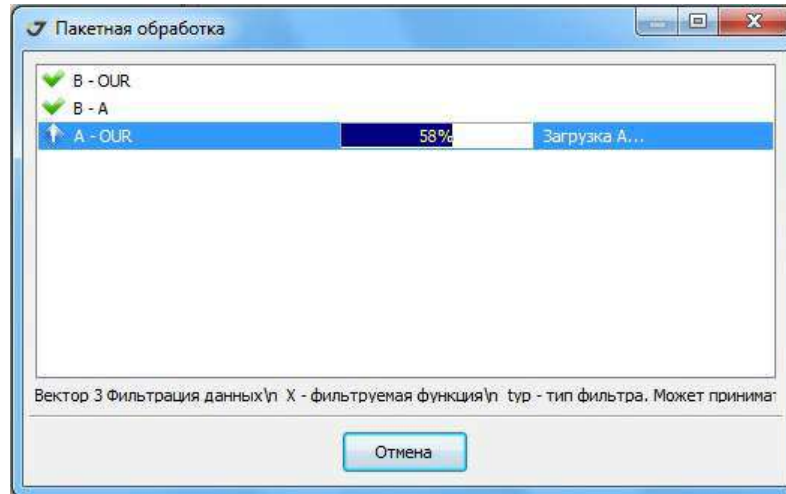 Пакетная обработка
B - OUR
B - A
A - OUR 58% Загрузка A...
Вектор 3 Фильтрация данных\n X - фильтруемая функция\n typ - тип фильтра. Может принимат
Отмена